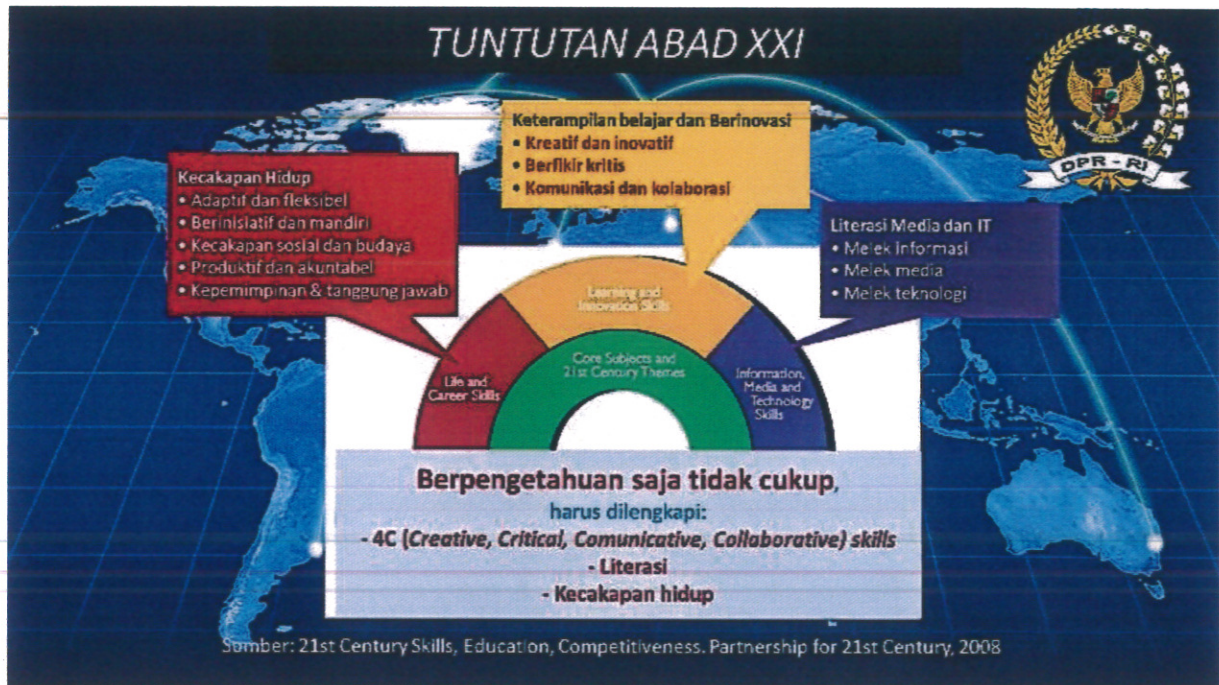 TUNTUTAN ABAD XXI
DPR - RI
Keterampilan belajar dan Berinovasi
• Kreatif dan inovatif
• Berfikir kritis
• Komunikasi dan kolaborasi
Kecakapan Hidup
• Adaptif dan fleksibel
• Berinisiatif dan mandiri
• Kecakapan sosial dan budaya
• Produktif dan akuntabel
• Kepemimpinan & tanggung jawab
Literasi Media dan IT
• Melek informasi
• Melek media
• Melek teknologi
Learning and
Innovation Skills
Core Subjects and
21st Century Themes
Life and
Career Skills
Information,
Media and
Technology
Skills
Berpengetahuan saja tidak cukup,
harus dilengkapi:
- 4C (Creative, Critical, Comunicative, Collaborative) skills
- Literasi
- Kecakapan hidup
Sumber: 21st Century Skills, Education, Competitiveness. Partnership for 21st Century, 2008